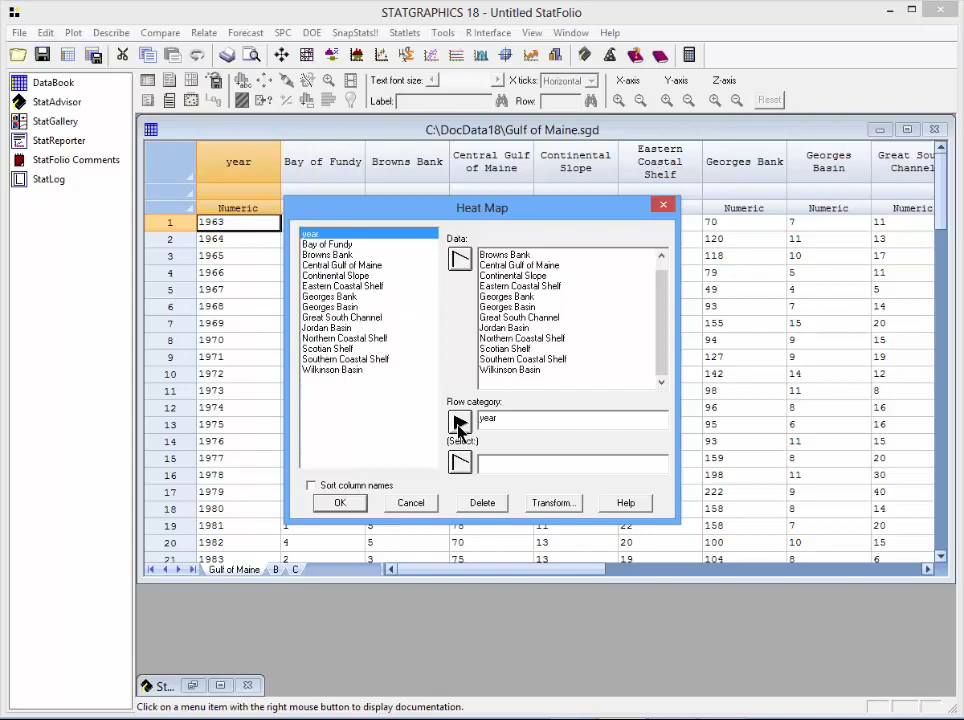 STATGRAPHICS 18 - Untitled StatFolio
File Edit Plot Describe Compare Relate Forecast SPC DOE SnapStats!! Statlets Tools R Interface View Window Help
DataBook
StatAdvisor
StatGallery
StatReporter
StatFolio Comments
StatLog
Text font size: X ticks: Horizontal X-axis Y-axis Z-axis
Label: Row: Reset
C:\DocData18\Gulf of Maine.sgd
year Bay of Fundy Browns Bank Central Gulf of Maine Continental Slope Eastern Coastal Shelf Georges Bank Georges Basin Great Sou Channel
Numeric Numeric Numeric Numeric
1 1963 70 7 11
2 1964 120 11 13
3 1965 118 10 17
4 1966 79 5 11
5 1967 49 4 5
6 1968 93 7 14
7 1969 155 15 20
8 1970 94 9 15
9 1971 127 9 19
10 1972 142 14 12
11 1973 98 11 8
12 1974 96 8 16
13 1975 95 6 13
14 1976 93 11 15
15 1977 159 8 20
16 1978 198 11 30
17 1979 222 9 40
18 1980 158 9 14
19 1981 1 3 78 11 22 158 7 20
20 1982 4 5 70 13 20 100 10 15
21 1983 2 3 75 13 19 104 8 6
Gulf of Maine B C
Heat Map
year
Bay of Fundy
Browns Bank
Central Gulf of Maine
Continental Slope
Eastern Coastal Shelf
Georges Bank
Georges Basin
Great South Channel
Jordan Basin
Northern Coastal Shelf
Scotian Shelf
Southern Coastal Shelf
Wilkinson Basin
Data:
Browns Bank
Central Gulf of Maine
Continental Slope
Eastern Coastal Shelf
Georges Bank
Georges Basin
Great South Channel
Jordan Basin
Northern Coastal Shelf
Scotian Shelf
Southern Coastal Shelf
Wilkinson Basin
Row category:
year
(Select:)
Sort column names
OK Cancel Delete Transform... Help
St...
Click on a menu item with the right mouse button to display documentation.